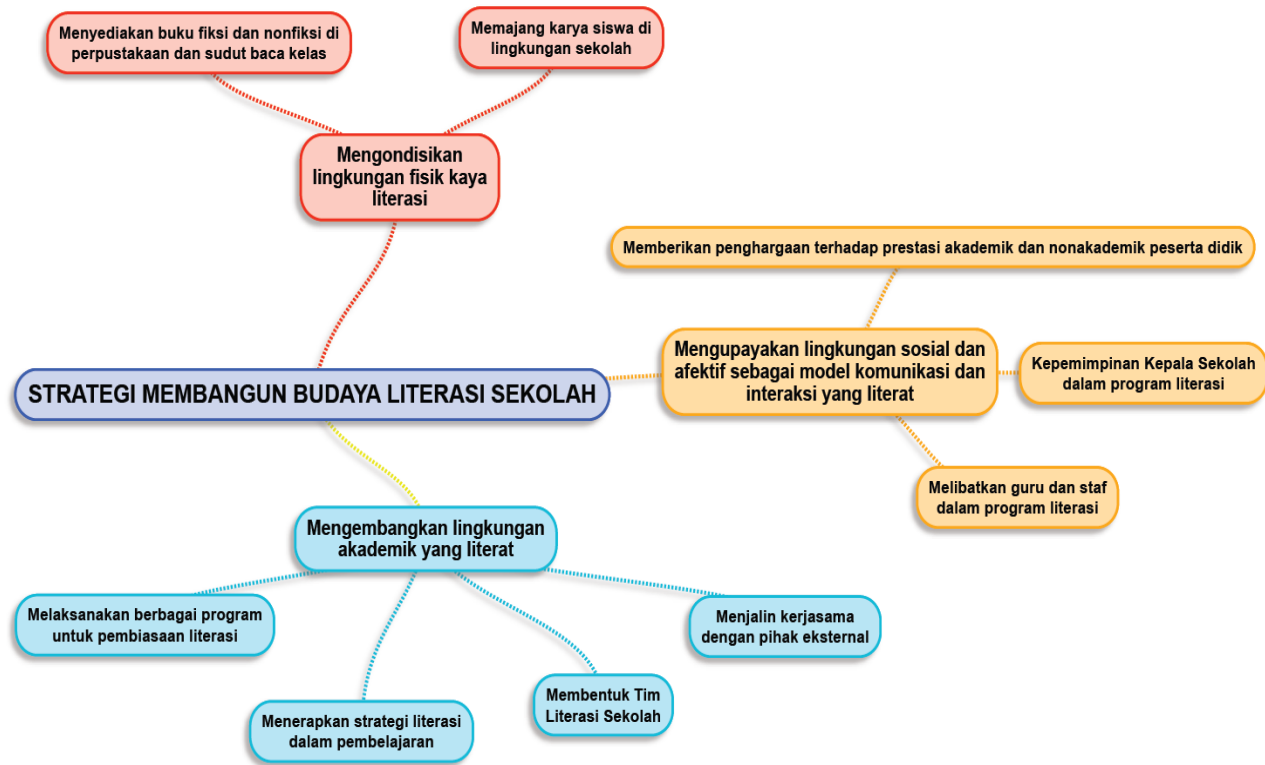 Menyediakan buku fiksi dan nonfiksi di
perpustakaan dan sudut baca kelas
Memajang karya siswa di
lingkungan sekolah
Mengondisikan
lingkungan fisik kaya
literasi
Memberikan penghargaan terhadap prestasi akademik dan nonakademik peserta didik
STRATEGI MEMBANGUN BUDAYA LITERASI SEKOLAH
Mengupayakan lingkungan sosial dan
afektif sebagai model komunikasi dan
interaksi yang literat
Kepemimpinan Kepala Sekolah
dalam program literasi
Melibatkan guru dan staf
dalam program literasi
Mengembangkan lingkungan
akademik yang literat
Melaksanakan berbagai program
untuk pembiasaan literasi
Menerapkan strategi literasi
dalam pembelajaran
Membentuk Tim
Literasi Sekolah
Menjalin kerjasama
dengan pihak eksternal